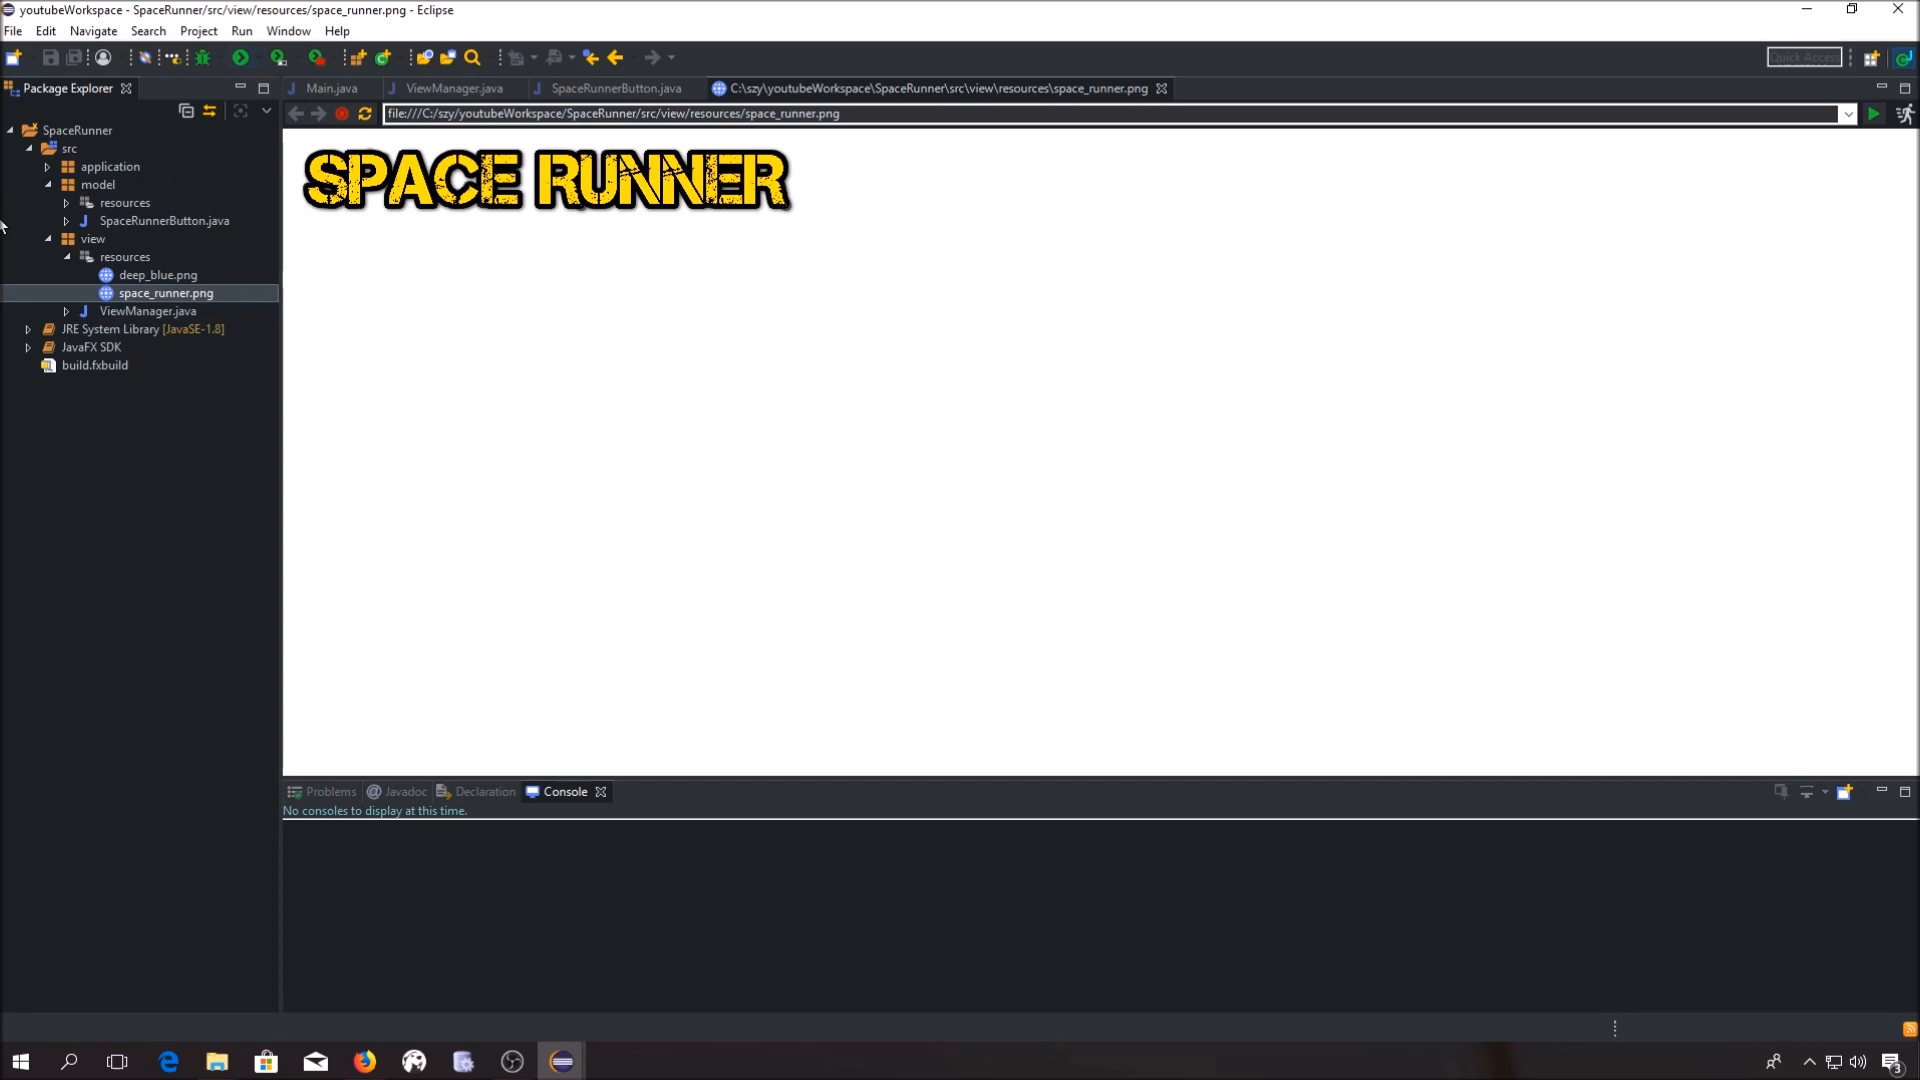 youtubeWorkspace - SpaceRunner/src/view/resources/space_runner.png - Eclipse
File Edit Navigate Search Project Run Window Help
Quick Access
Package Explorer
Main.java ViewManager.java SpaceRunnerButton.java C:\szy\youtubeWorkspace\SpaceRunner\src\view\resources\space_runner.png
file:///C:/szy/youtubeWorkspace/SpaceRunner/src/view/resources/space_runner.png
SpaceRunner
src
application
model
resources
SpaceRunnerButton.java
view
resources
deep_blue.png
space_runner.png
ViewManager.java
JRE System Library [JavaSE-1.8]
JavaFX SDK
build.fxbuild
SPACE RUNNER
Problems @ Javadoc Declaration Console
No consoles to display at this time.
3